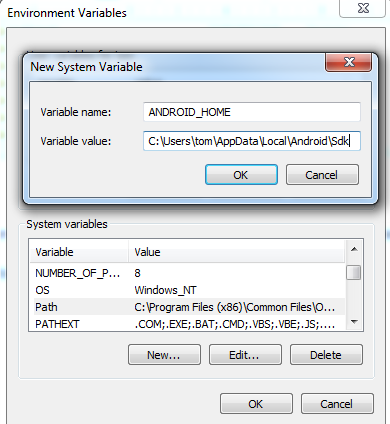 Environment Variables
New System Variable
Variable name: ANDROID_HOME
Variable value: C:\Users\tom\AppData\Local\Android\Sdk
OK Cancel
System variables
Variable Value
NUMBER_OF_P... 8
OS Windows_NT
Path C:\Program Files (x86)\Common Files\O...
PATHEXT .COM;.EXE;.BAT;.CMD;.VBS;.VBE;.JS;....
New... Edit... Delete
OK Cancel